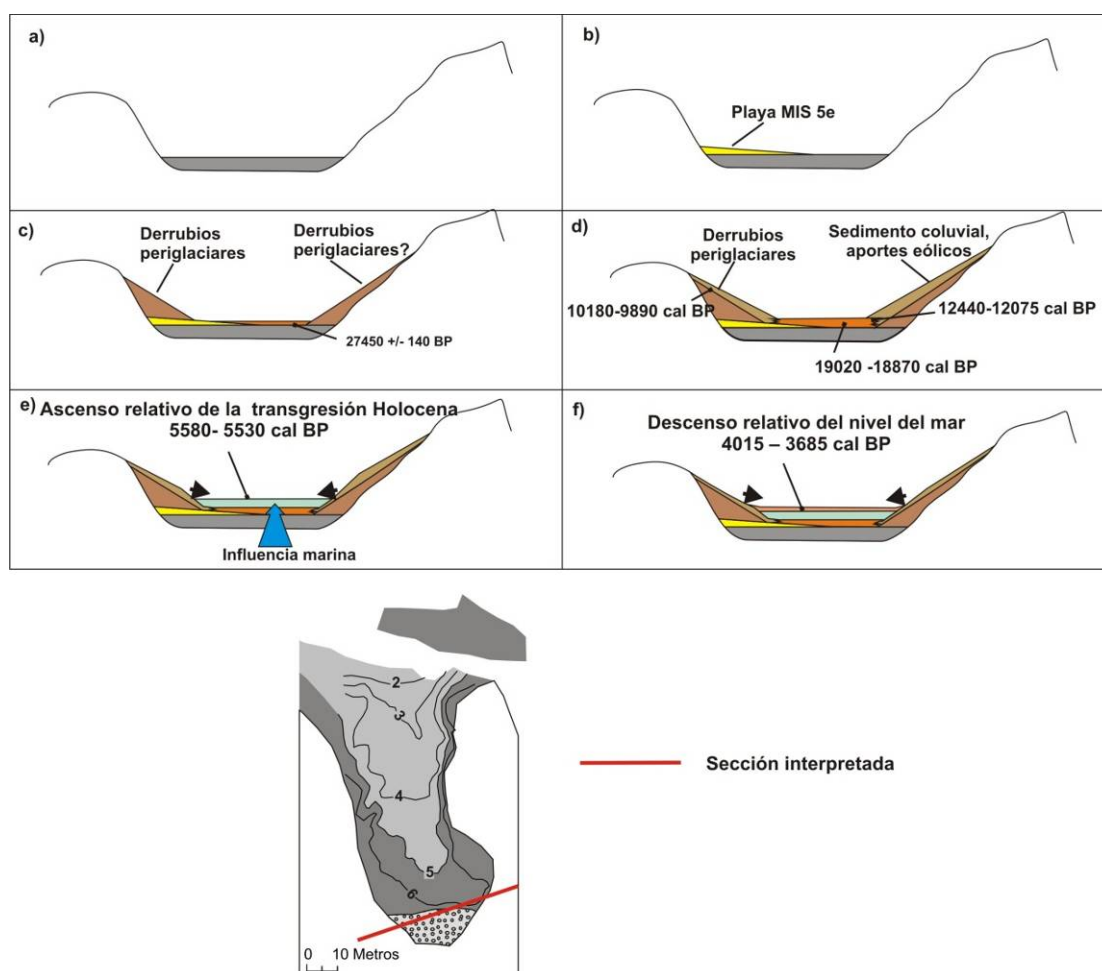 a)
b)
Playa MIS 5e
c)
Derrubios
periglaciares
Derrubios
periglaciares?
27450 +/- 140 BP
d)
Derrubios
periglaciares
Sedimento coluvial,
aportes eólicos
10180-9890 cal BP
12440-12075 cal BP
19020 -18870 cal BP
e)
Ascenso relativo de la transgresión Holocena
5580- 5530 cal BP
Influencia marina
f)
Descenso relativo del nivel del mar
4015 – 3685 cal BP
2
3
4
5
6
0 10 Metros
Sección interpretada